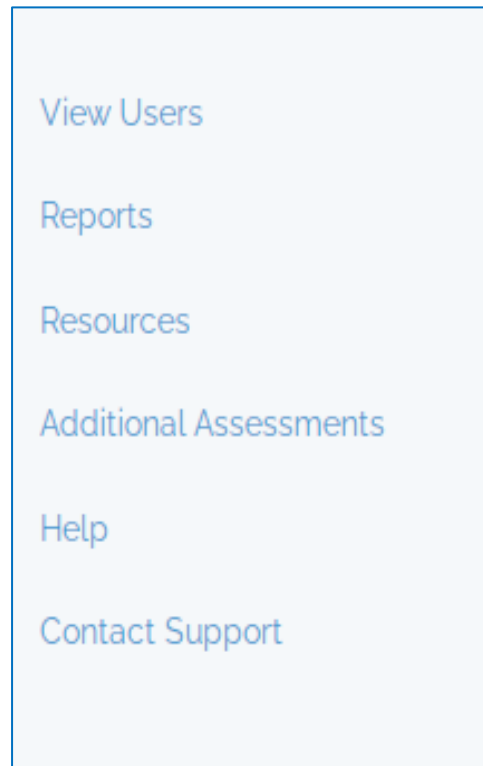 View Users
Reports
Resources
Additional Assessments
Help
Contact Support